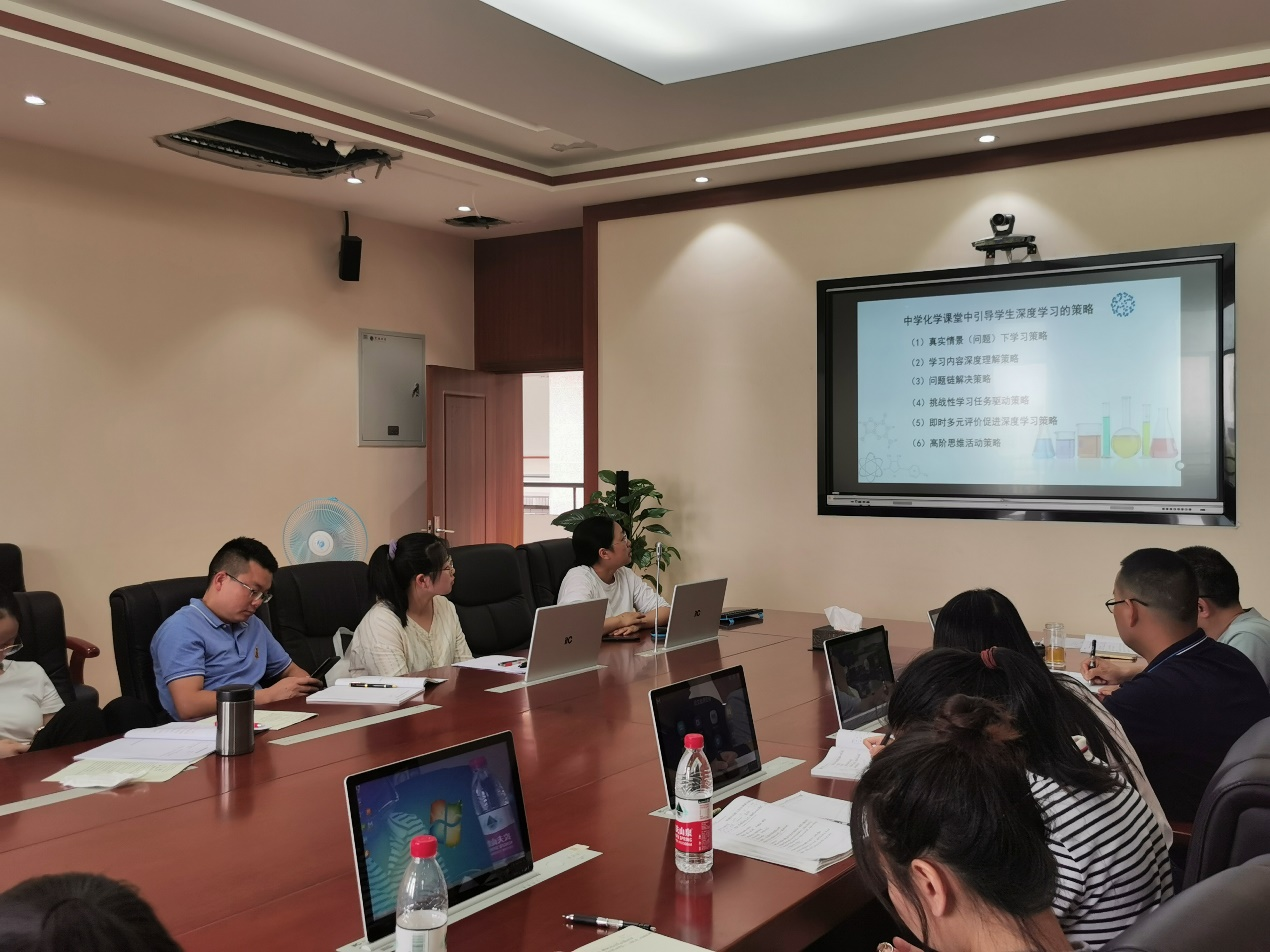 中学化学课堂中引导学生深度学习的策略
（1）真实情景（问题）下学习策略
（2）学习内容深度理解策略
（3）问题链解决策略
（4）挑战性学习任务驱动策略
（5）即时多元评价促进深度学习策略
（6）高阶思维活动策略